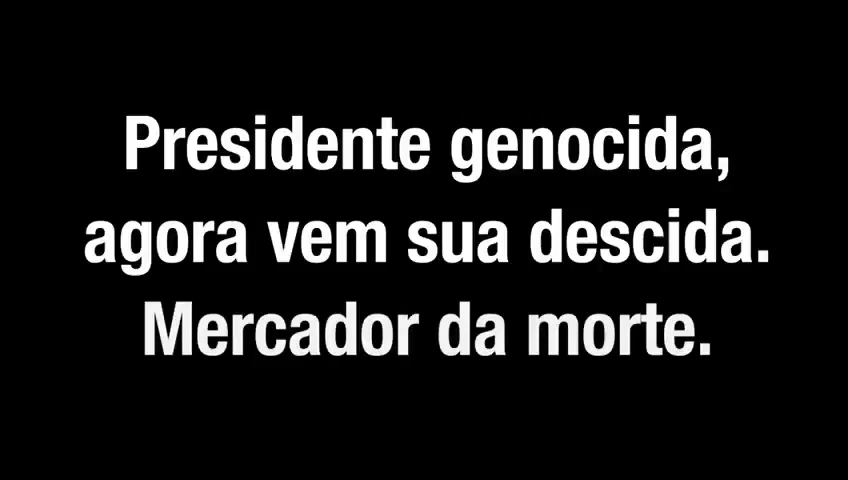 Presidente genocida,
agora vem sua descida.
Mercador da morte.